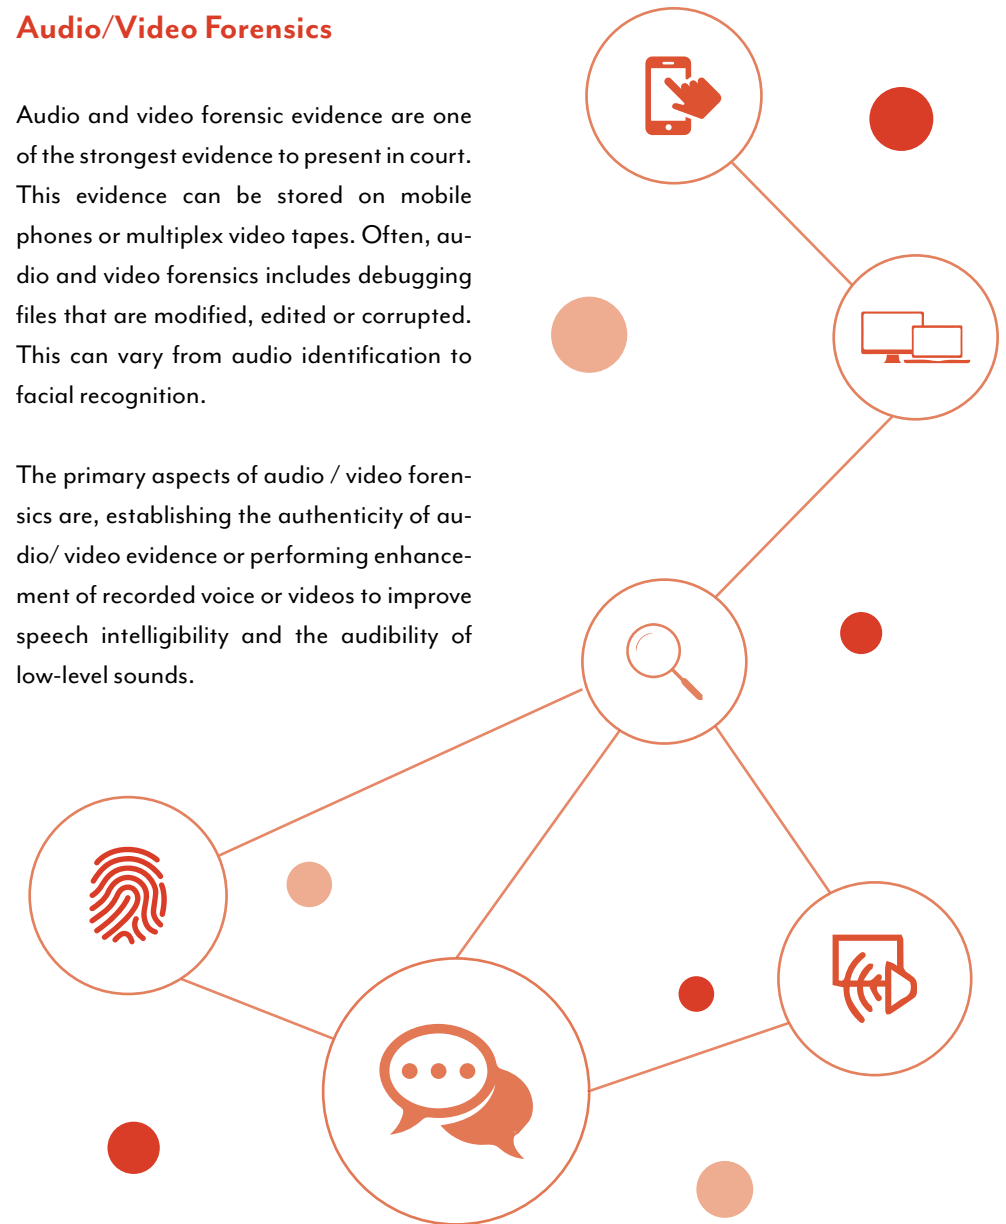 Audio/Video Forensics
Audio and video forensic evidence are one
of the strongest evidence to present in court.
This evidence can be stored on mobile
phones or multiplex video tapes. Often, au-
dio and video forensics includes debugging
files that are modified, edited or corrupted.
This can vary from audio identification to
facial recognition.
The primary aspects of audio / video foren-
sics are, establishing the authenticity of au-
dio/ video evidence or performing enhance-
ment of recorded voice or videos to improve
speech intelligibility and the audibility of
low-level sounds.